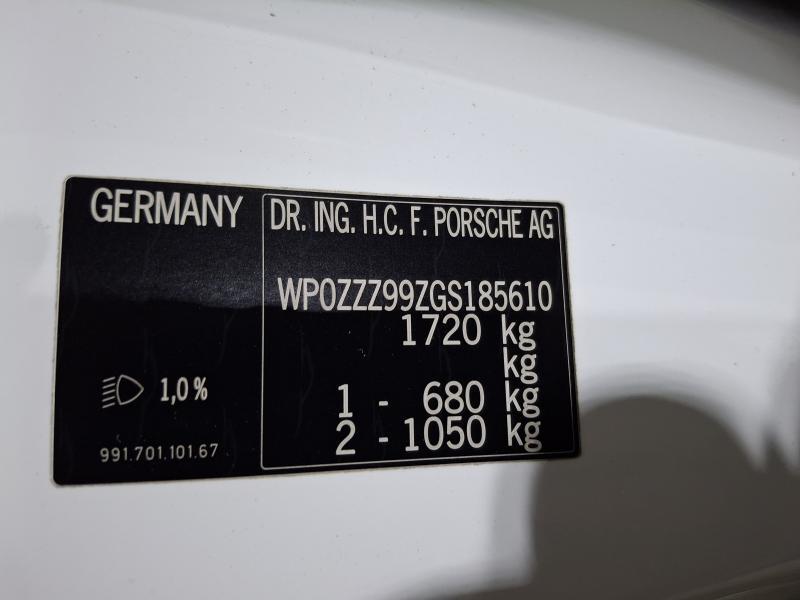 GERMANY
DR. ING. H.C. F. PORSCHE AG
WP0ZZZ99ZGS185610
1720 kg
kg
1 - 680 kg
2 - 1050 kg
1,0 %
991.701.101.67